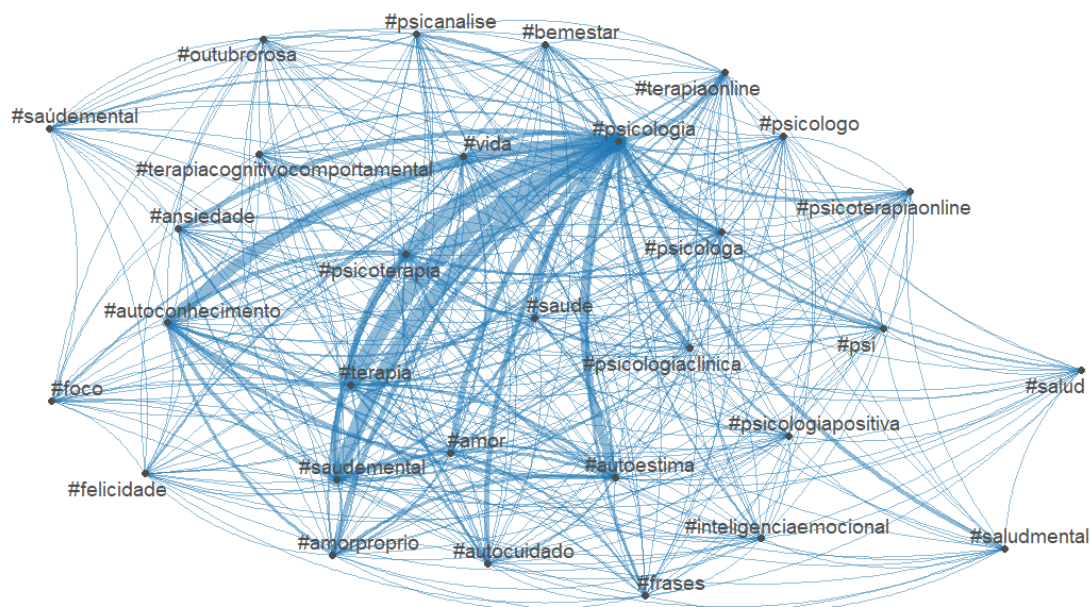 #psicanalise
#bemestar
#outubrorosa
#terapiaonline
#saúdemental
#psicologia
#psicologo
#vida
#terapiacognitivocomportamental
#psicoterapiaonline
#ansiedade
#psicologa
#psicoterapia
#autoconhecimento
#saude
#psi
#psicologiaclínica
#terapia
#foco
#salud
#psicologiapositiva
#amor
#saudemental
#autoestima
#felicidade
#inteligenciaemocional
#saludmental
#amorproprio
#autocuidado
#frases